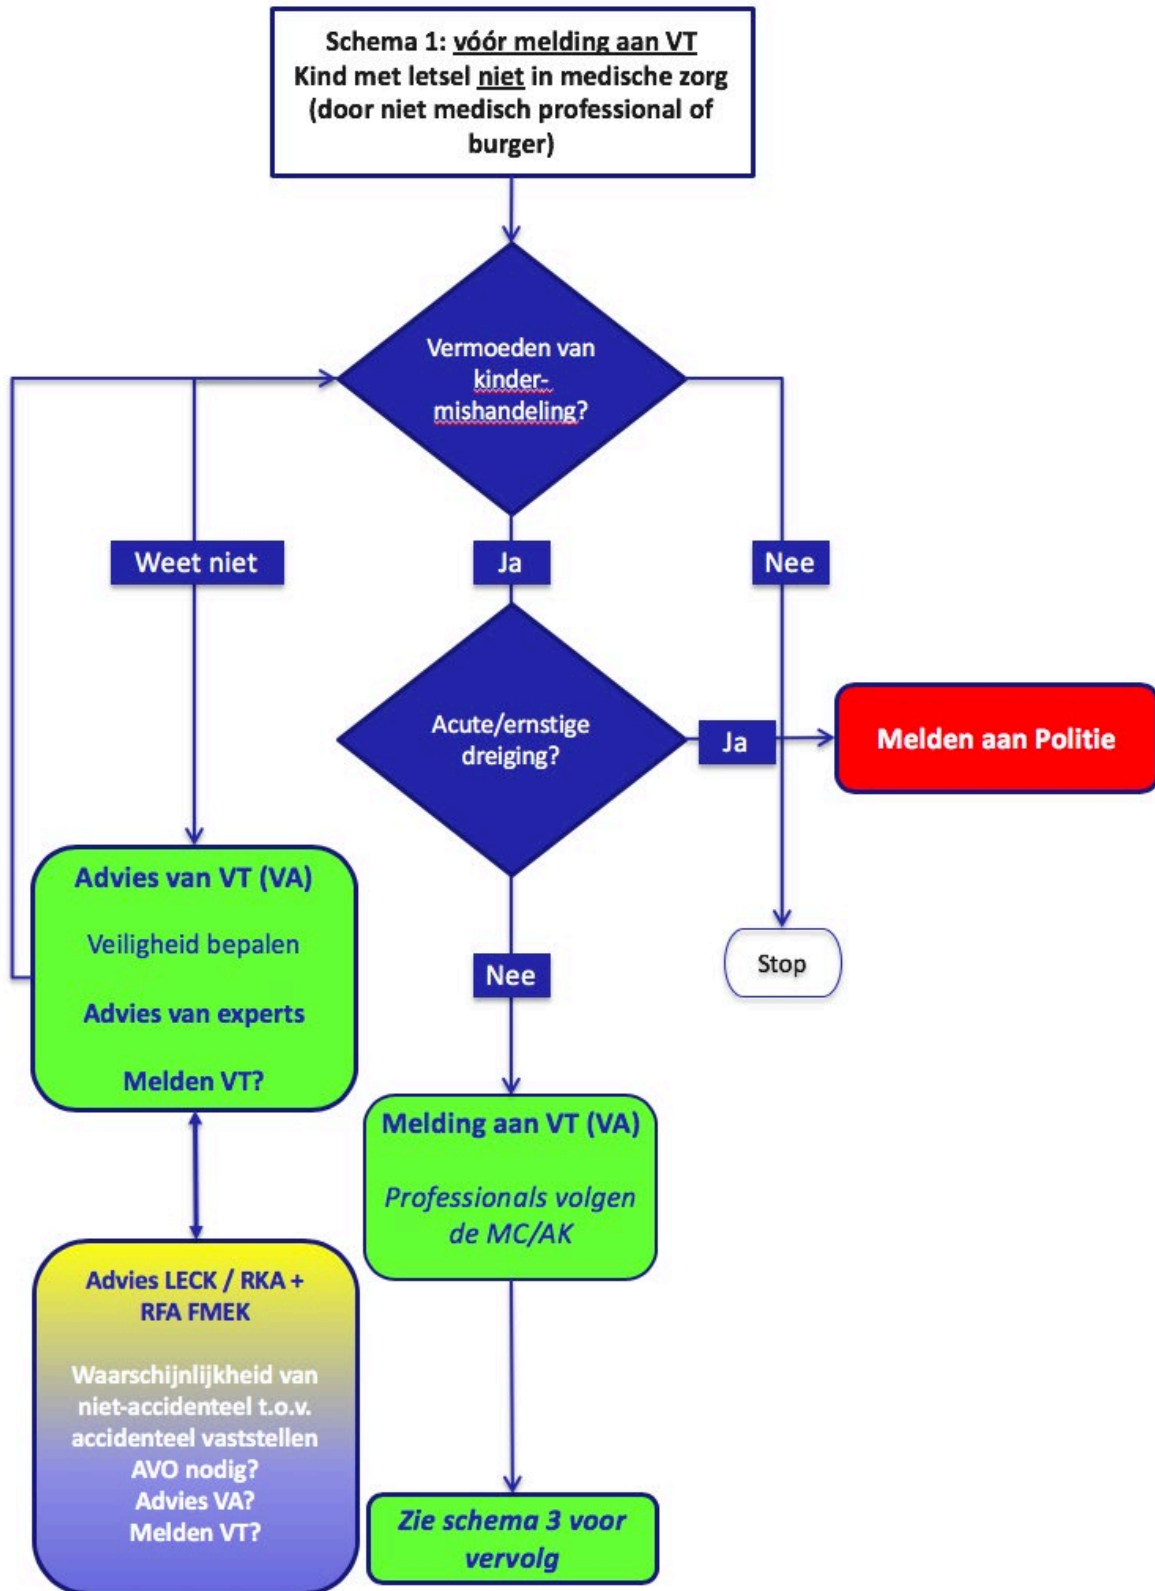 Schema 1: vóór melding aan VT
Kind met letsel niet in medische zorg
(door niet medisch professional of
burger)
Vermoeden van
kinder-
mishandeling?
Weet niet
Ja
Nee
Acute/ernstige
dreiging?
Ja
Melden aan Politie
Advies van VT (VA)
Veiligheid bepalen
Advies van experts
Melden VT?
Nee
Stop
Melding aan VT (VA)
Professionals volgen
de MC/AK
Advies LECK / RKA +
RFA FMEK
Waarschijnlijkheid van
niet-accidenteel t.o.v.
accidenteel vaststellen
AVO nodig?
Advies VA?
Melden VT?
Zie schema 3 voor
vervolg